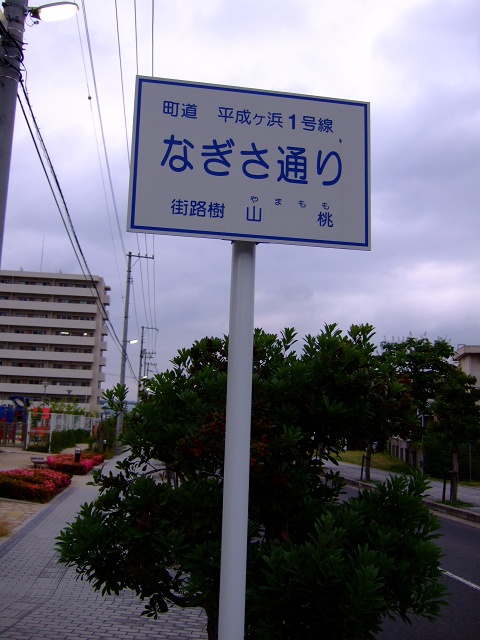 町道 平成ヶ浜1号線
なぎさ通り
やまもも
街路樹 山桃